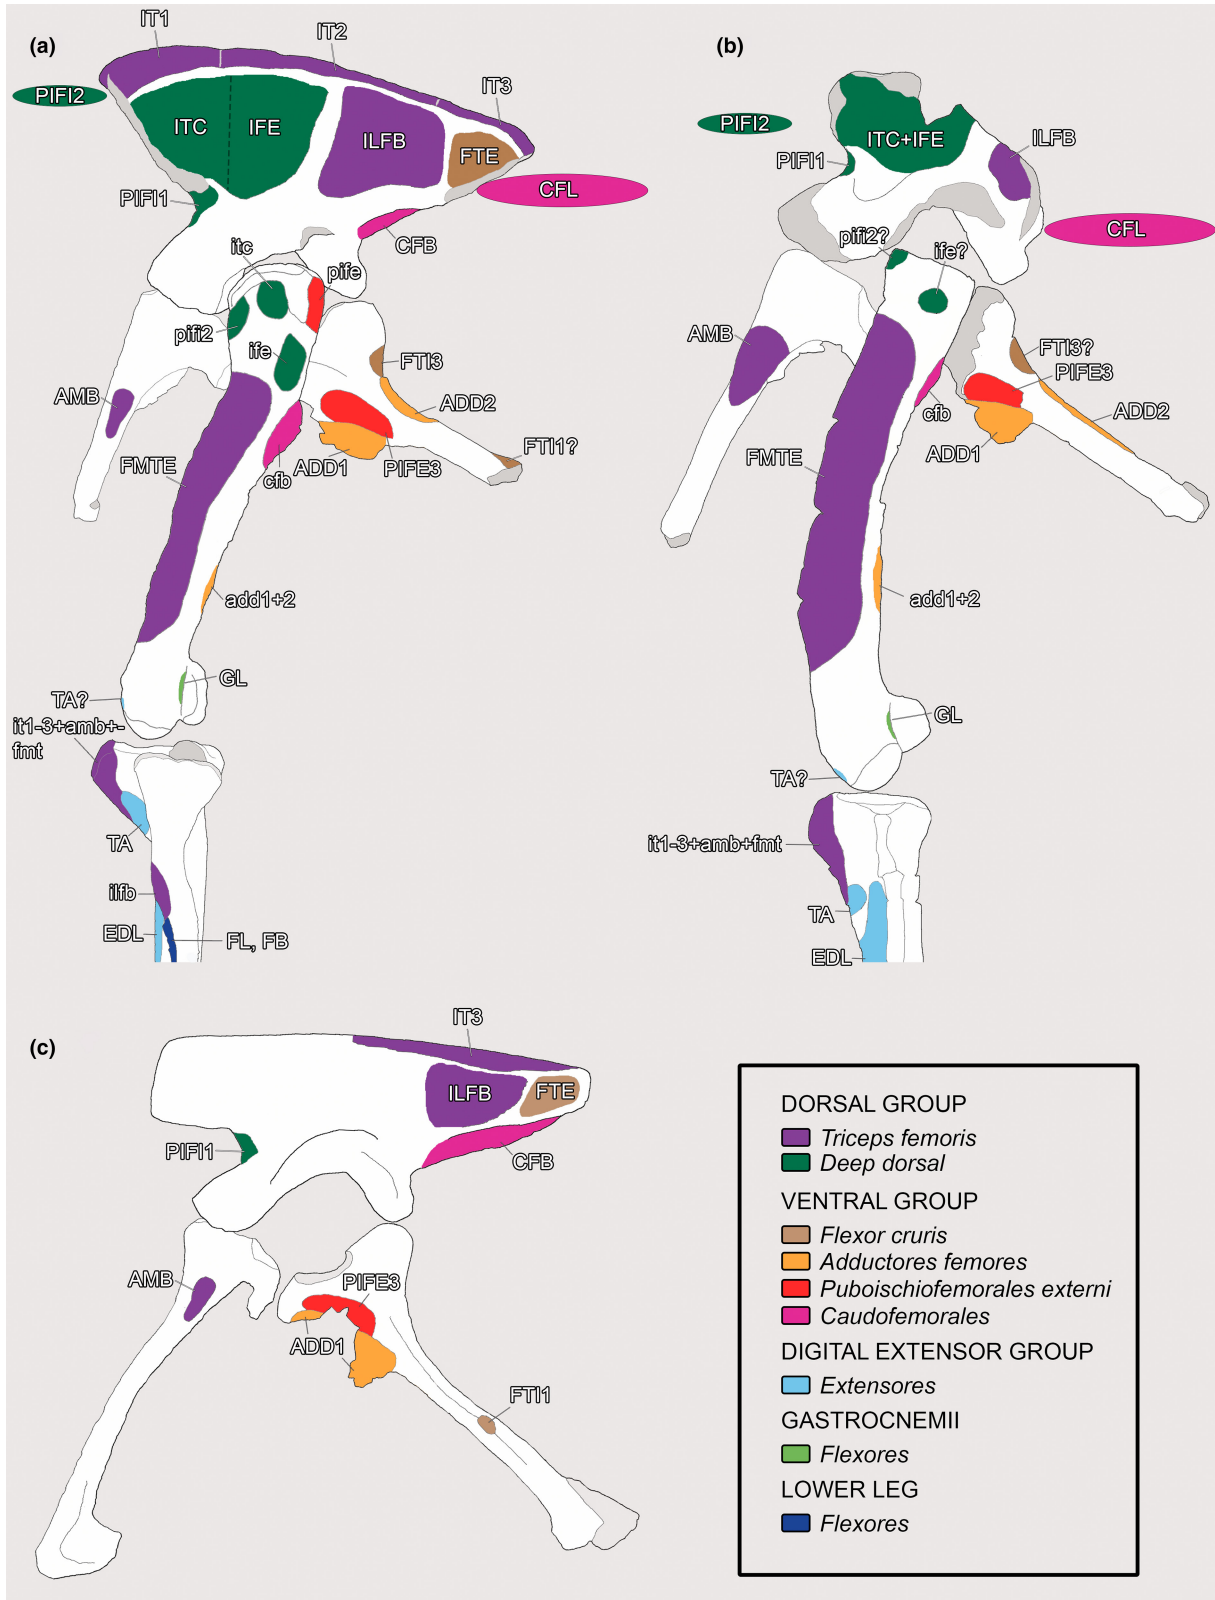 (a)
IT1
IT2
IT3
PIFI2
ITC
IFE
ILFB
FTE
CFL
PIFI1
CFB
itc
pife
pifi2
ife
FTI3
AMB
ADD2
FMTE
cfb
ADD1
PIFE3
FTI1?
add1+2
GL
TA?
it1-3+amb+-
fmt
TA
ilfb
EDL
FL, FB
(b)
PIFI2
ITC+IFE
ILFB
PIFI1
CFL
pifi2?
ife?
AMB
FTI3?
PIFE3
ADD2
cfb
ADD1
FMTE
add1+2
GL
TA?
it1-3+amb+fmt
TA
EDL
(c)
IT3
ILFB
FTE
PIFI1
CFB
AMB
PIFE3
ADD1
FTI1
DORSAL GROUP
Triceps femoris
Deep dorsal
VENTRAL GROUP
Flexor cruris
Adductores femores
Puboischiofemorales externi
Caudofemorales
DIGITAL EXTENSOR GROUP
Extensores
GASTROCNEMII
Flexores
LOWER LEG
Flexores